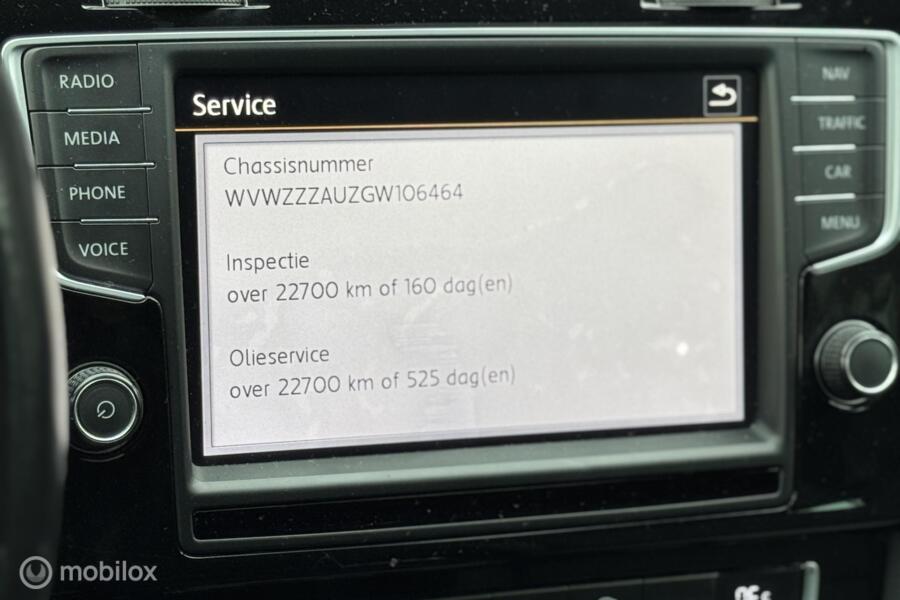 Service
RADIO
MEDIA
PHONE
VOICE
Chassisnummer
WVWZZZAUZGW106464
Inspectie
over 22700 km of 160 dag(en)
Olieservice
over 22700 km of 525 dag(en)
NAV
TRAFFIC
CAR
MENU
mobilox